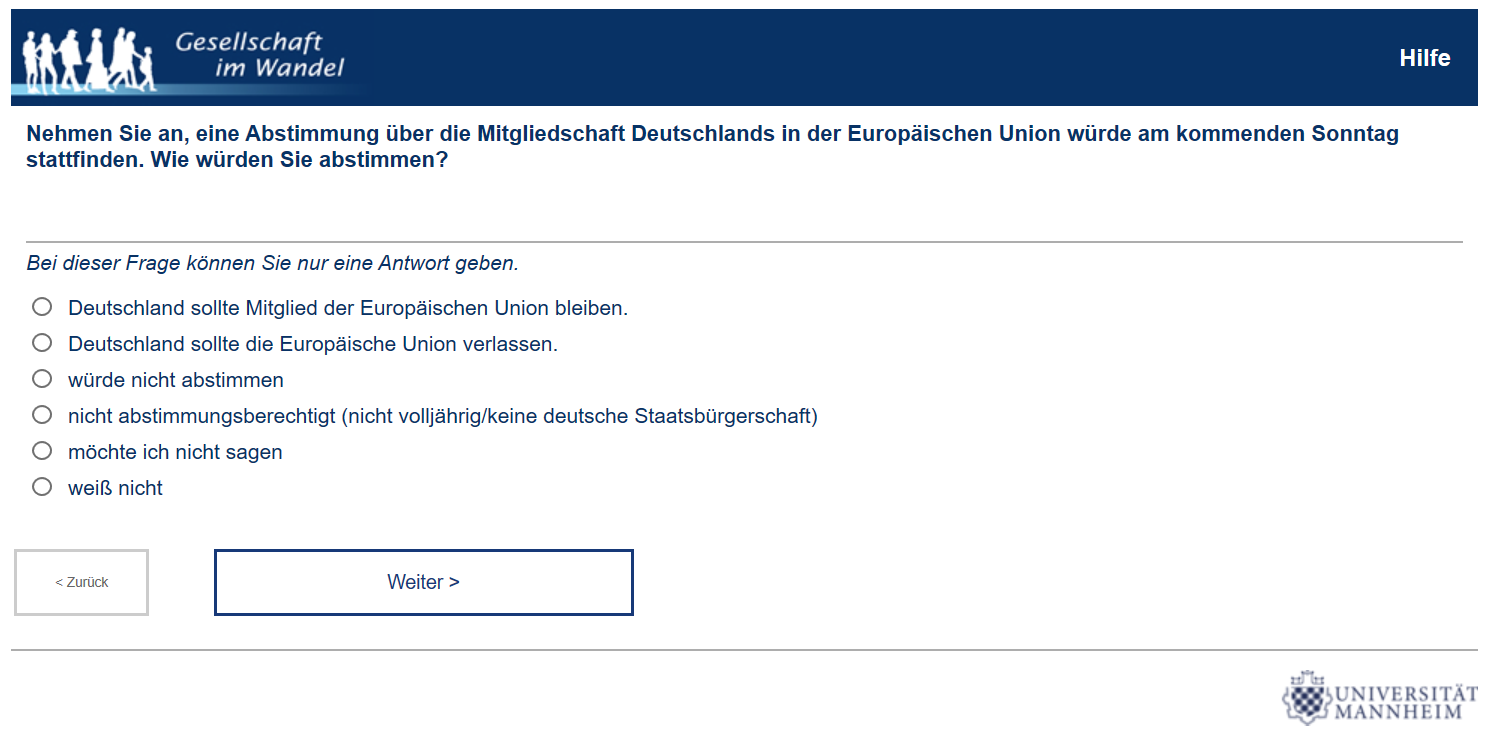 Gesellschaft
im Wandel
Hilfe
Nehmen Sie an, eine Abstimmung über die Mitgliedschaft Deutschlands in der Europäischen Union würde am kommenden Sonntag
stattfinden. Wie würden Sie abstimmen?
Bei dieser Frage können Sie nur eine Antwort geben.
Deutschland sollte Mitglied der Europäischen Union bleiben.
Deutschland sollte die Europäische Union verlassen.
würde nicht abstimmen
nicht abstimmungsberechtigt (nicht volljährig/keine deutsche Staatsbürgerschaft)
möchte ich nicht sagen
weiß nicht
< Zurück
Weiter >
UNIVERSITÄT
MANNHEIM